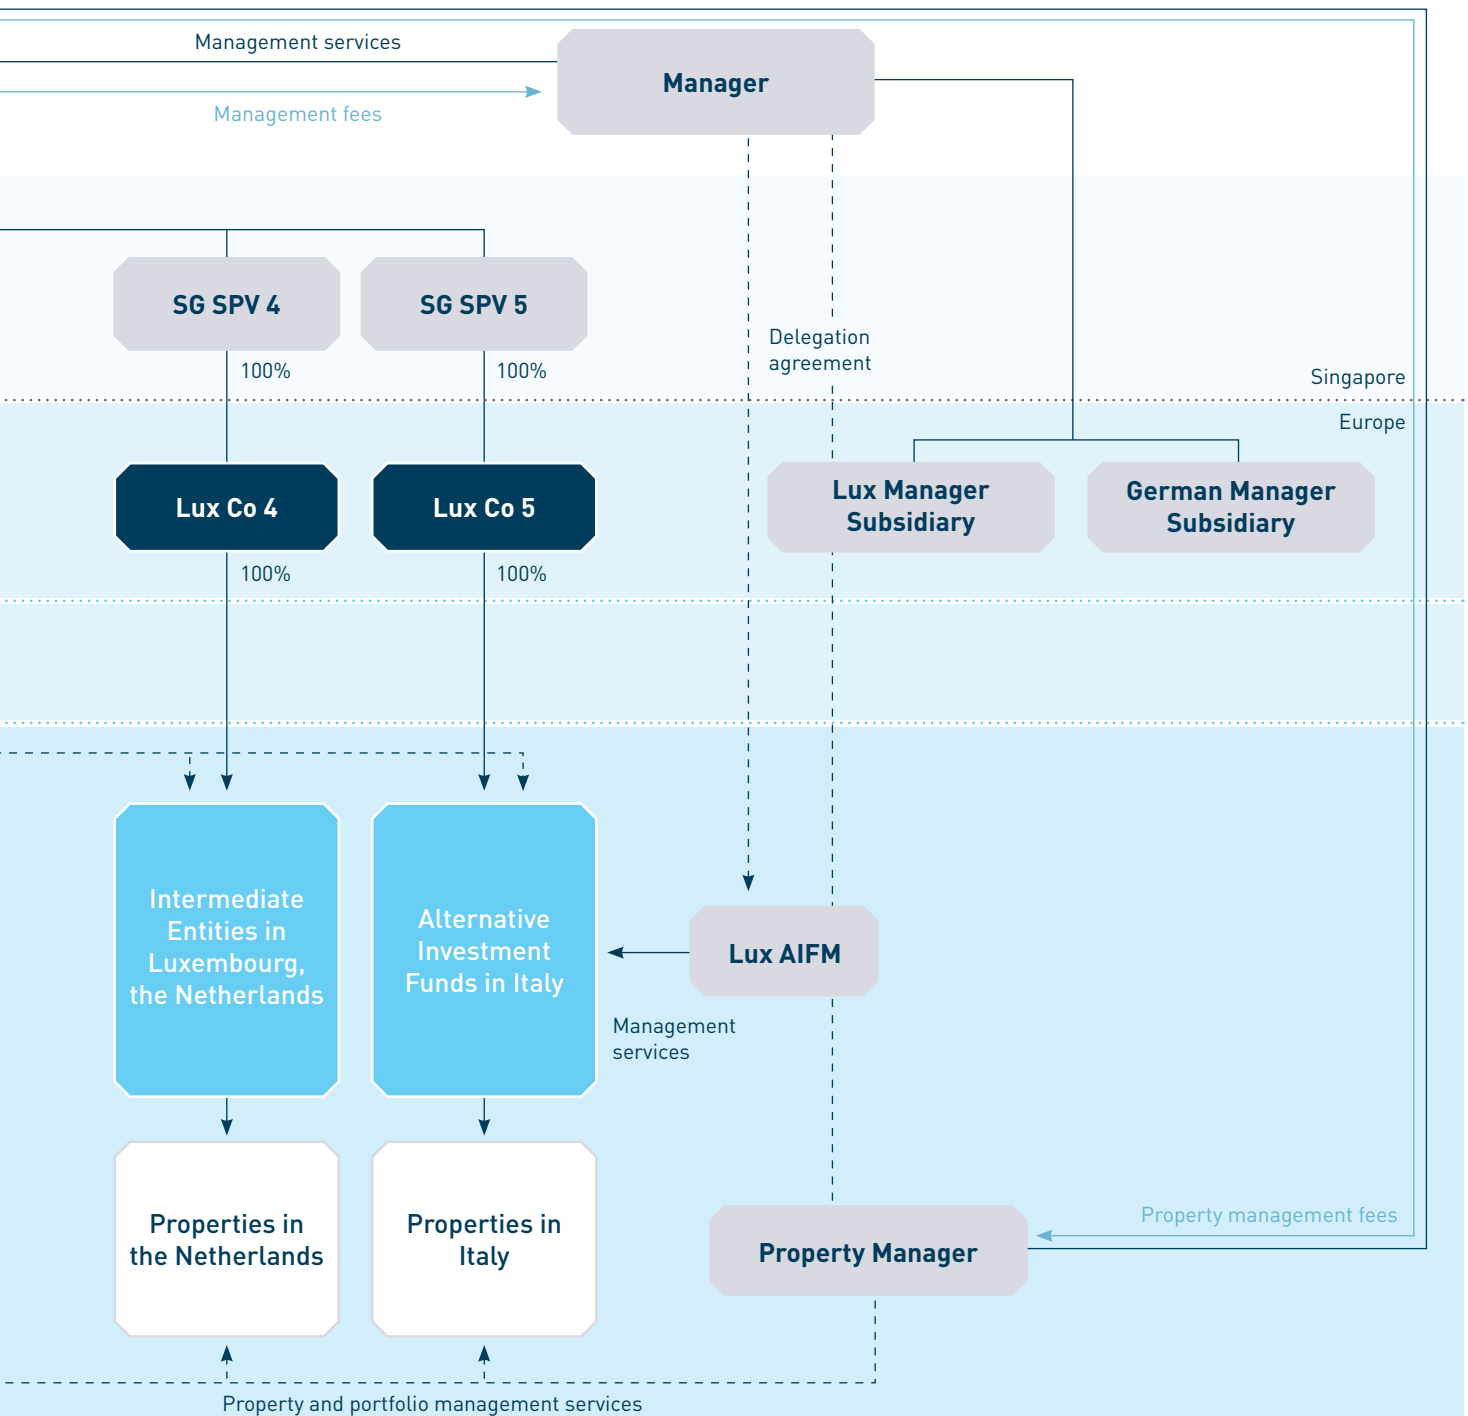 Management services
Manager
Management fees
SG SPV 4
SG SPV 5
Delegation
agreement
100%
100%
Singapore
Europe
Lux Co 4
Lux Co 5
Lux Manager
Subsidiary
German Manager
Subsidiary
100%
100%
Intermediate
Entities in
Luxembourg,
the Netherlands
Alternative
Investment
Funds in Italy
Lux AIFM
Management
services
Properties in
the Netherlands
Properties in
Italy
Property Manager
Property management fees
Property and portfolio management services